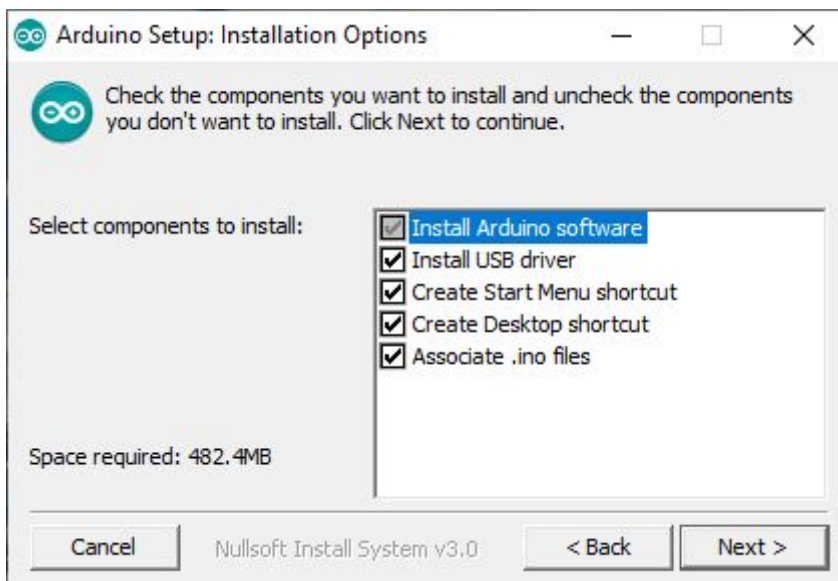 Arduino Setup: Installation Options
Check the components you want to install and uncheck the components
you don't want to install. Click Next to continue.
Select components to install:
Install Arduino software
Install USB driver
Create Start Menu shortcut
Create Desktop shortcut
Associate .ino files
Space required: 482.4MB
Cancel
Nullsoft Install System v3.0
< Back
Next >